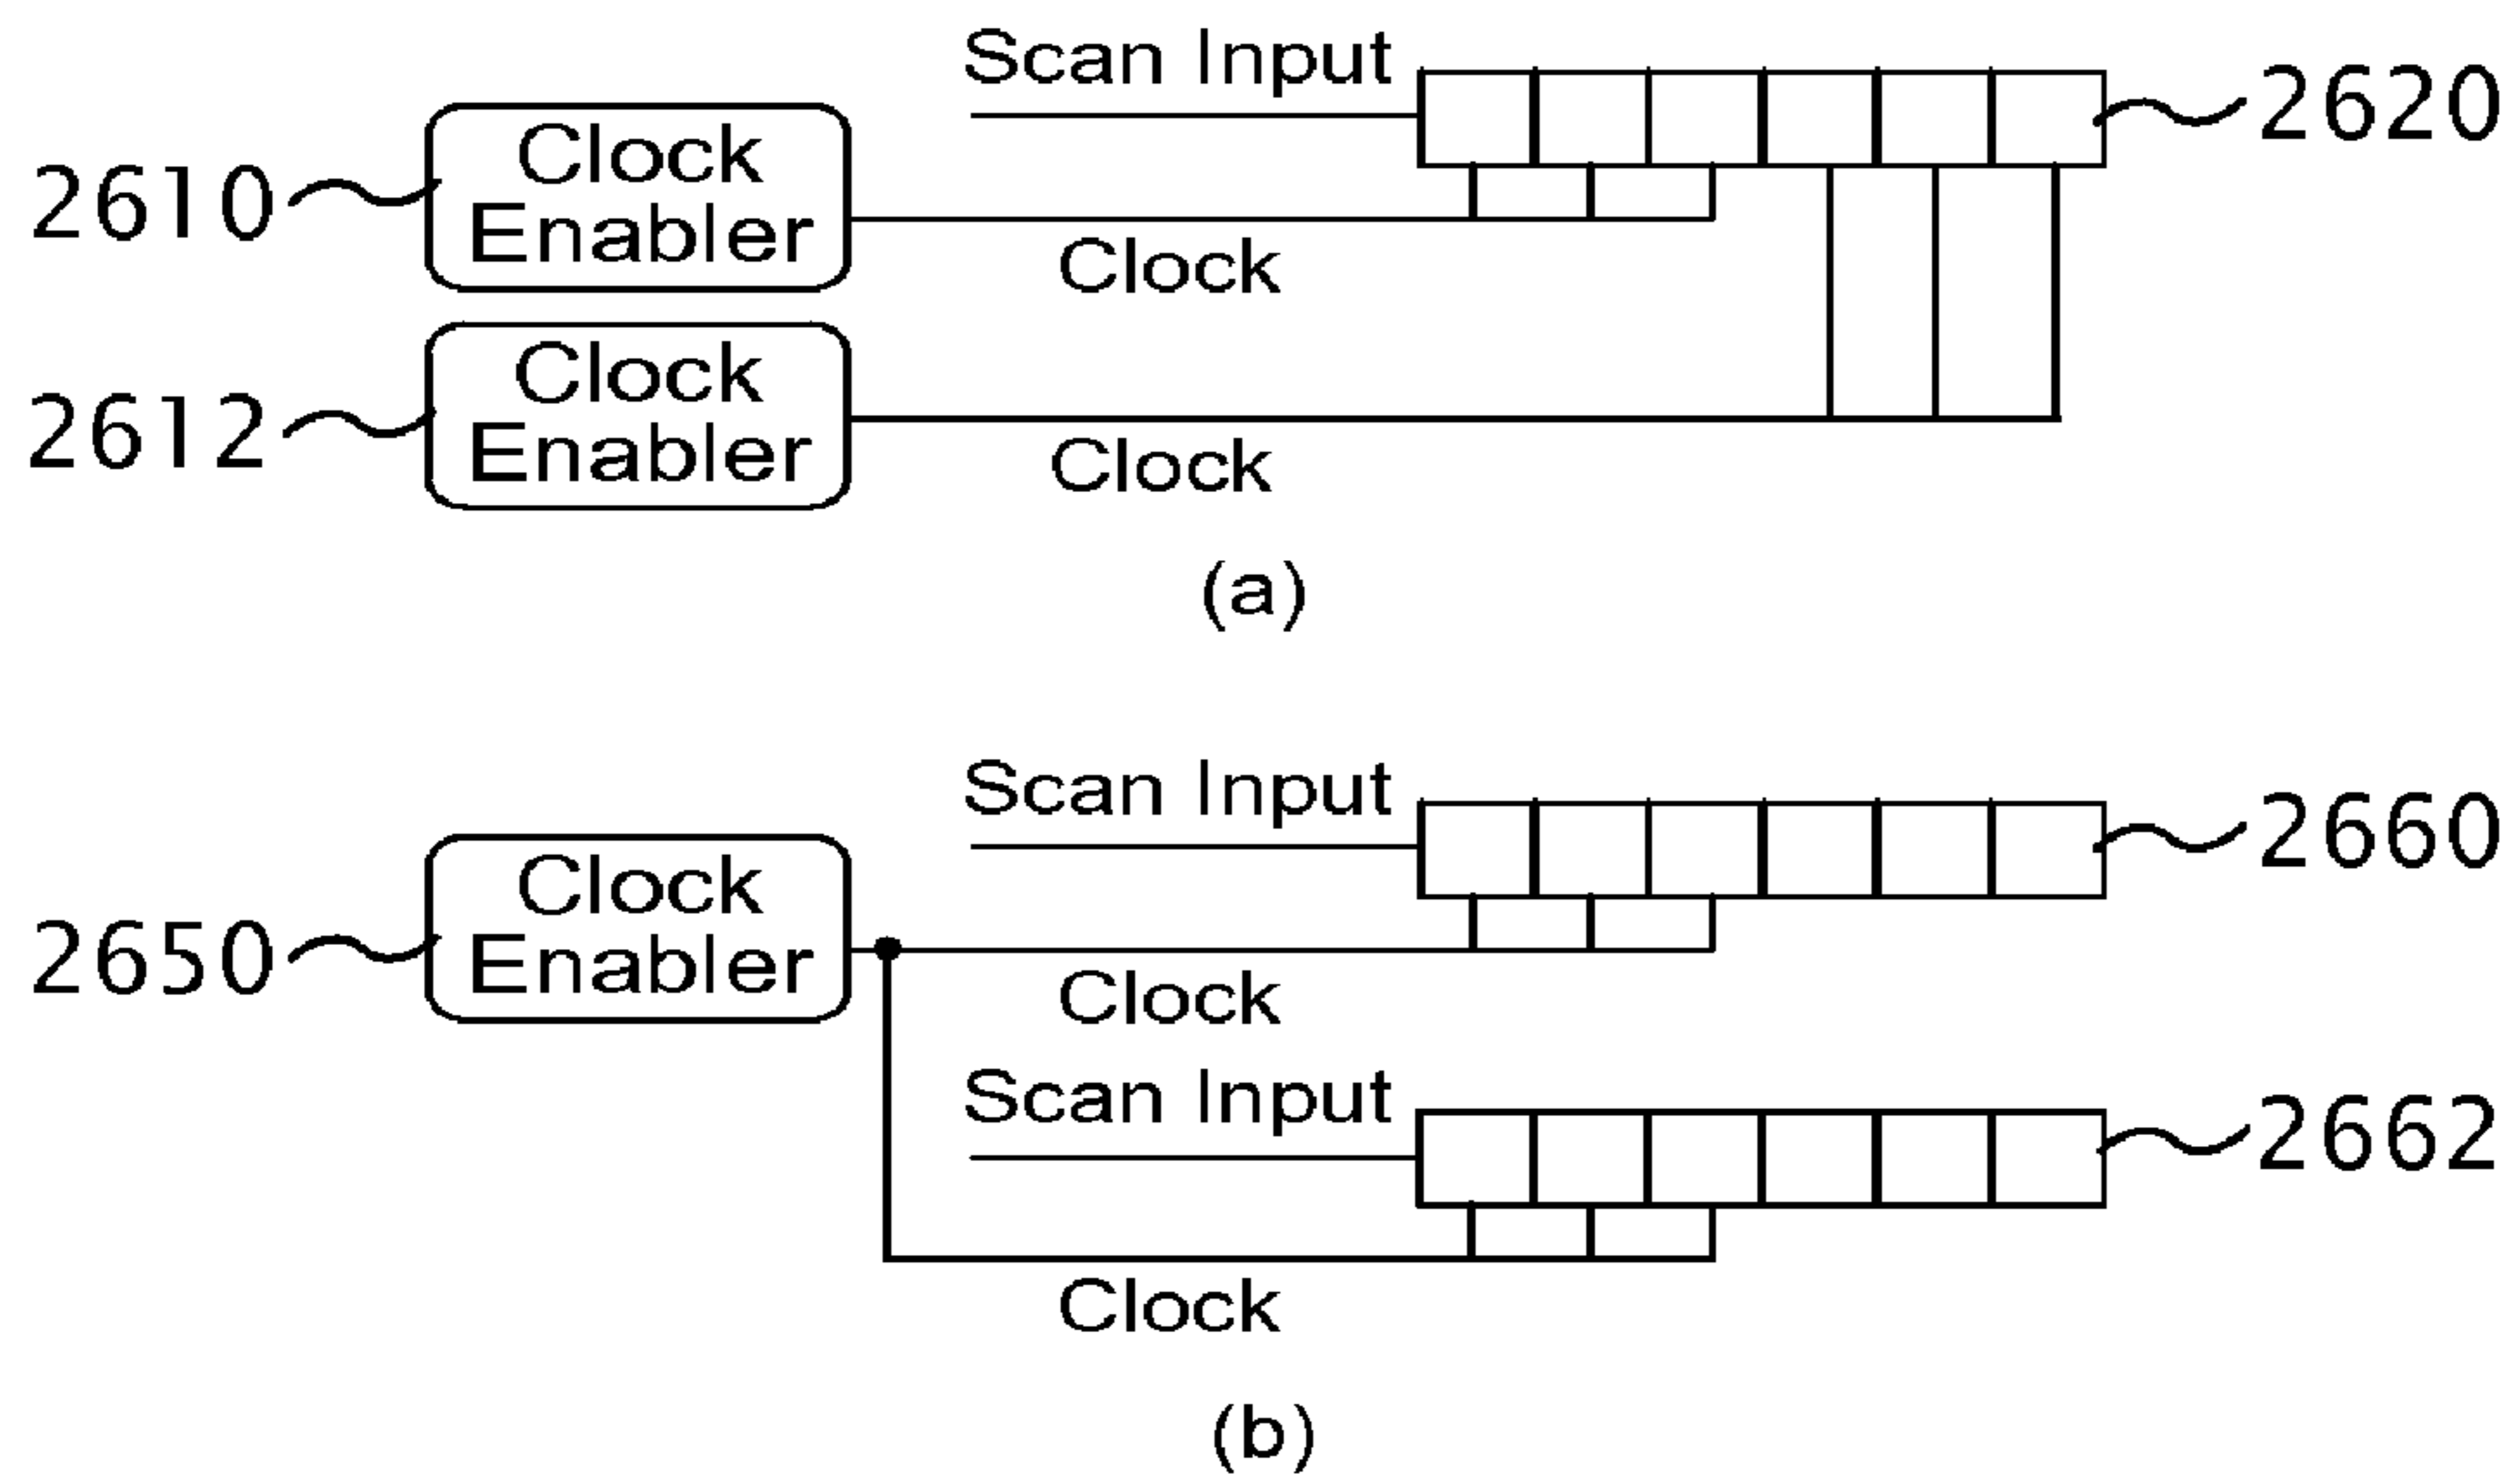 Scan Input
2620
Clock
Enabler
2610
Clock
Clock
Enabler
2612
Clock
(a)
Scan Input
2660
Clock
Enabler
2650
Clock
Scan Input
2662
Clock
(b)